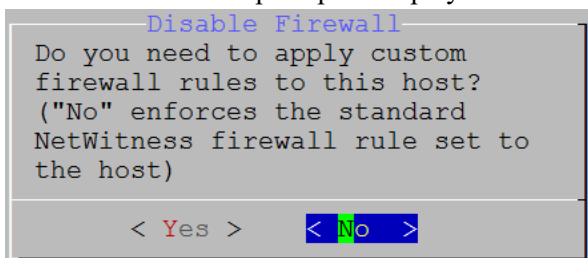 Disable Firewall
Do you need to apply custom
firewall rules to this host?
("No" enforces the standard
NetWitness firewall rule set to
the host)
< Yes > < No >